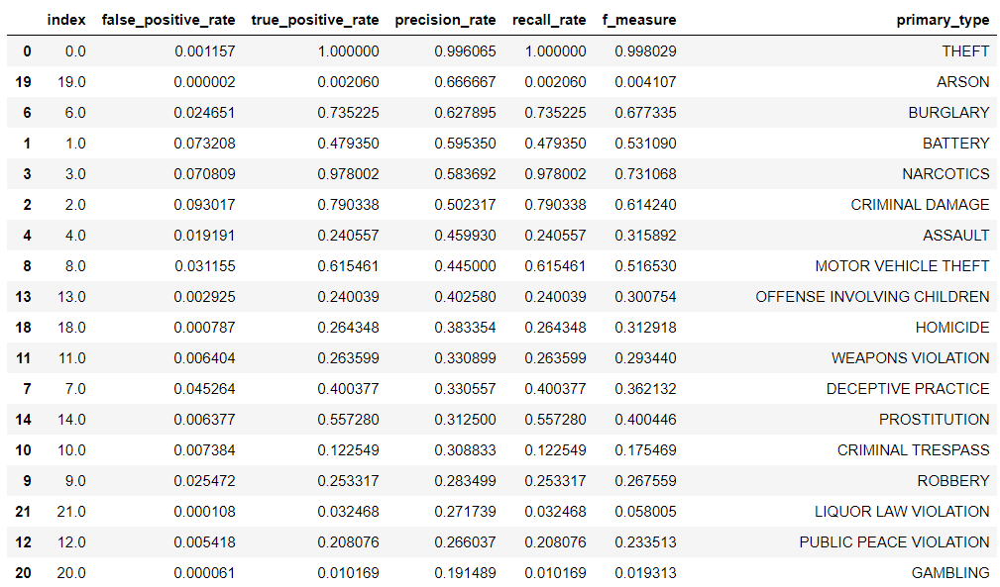 index false_positive_rate true_positive_rate precision_rate recall_rate f_measure primary_type
0 0.0 0.001157 1.000000 0.996065 1.000000 0.998029 THEFT
19 19.0 0.000002 0.002060 0.666667 0.002060 0.004107 ARSON
6 6.0 0.024651 0.735225 0.627895 0.735225 0.677335 BURGLARY
1 1.0 0.073208 0.479350 0.595350 0.479350 0.531090 BATTERY
3 3.0 0.070809 0.978002 0.583692 0.978002 0.731068 NARCOTICS
2 2.0 0.093017 0.790338 0.502317 0.790338 0.614240 CRIMINAL DAMAGE
4 4.0 0.019191 0.240557 0.459930 0.240557 0.315892 ASSAULT
8 8.0 0.031155 0.615461 0.445000 0.615461 0.516530 MOTOR VEHICLE THEFT
13 13.0 0.002925 0.240039 0.402580 0.240039 0.300754 OFFENSE INVOLVING CHILDREN
18 18.0 0.000787 0.264348 0.383354 0.264348 0.312918 HOMICIDE
11 11.0 0.006404 0.263599 0.330899 0.263599 0.293440 WEAPONS VIOLATION
7 7.0 0.045264 0.400377 0.330557 0.400377 0.362132 DECEPTIVE PRACTICE
14 14.0 0.006377 0.557280 0.312500 0.557280 0.400446 PROSTITUTION
10 10.0 0.007384 0.122549 0.308833 0.122549 0.175469 CRIMINAL TRESPASS
9 9.0 0.025472 0.253317 0.283499 0.253317 0.267559 ROBBERY
21 21.0 0.000108 0.032468 0.271739 0.032468 0.058005 LIQUOR LAW VIOLATION
12 12.0 0.005418 0.208076 0.266037 0.208076 0.233513 PUBLIC PEACE VIOLATION
20 20.0 0.000061 0.010169 0.191489 0.010169 0.019313 GAMBLING